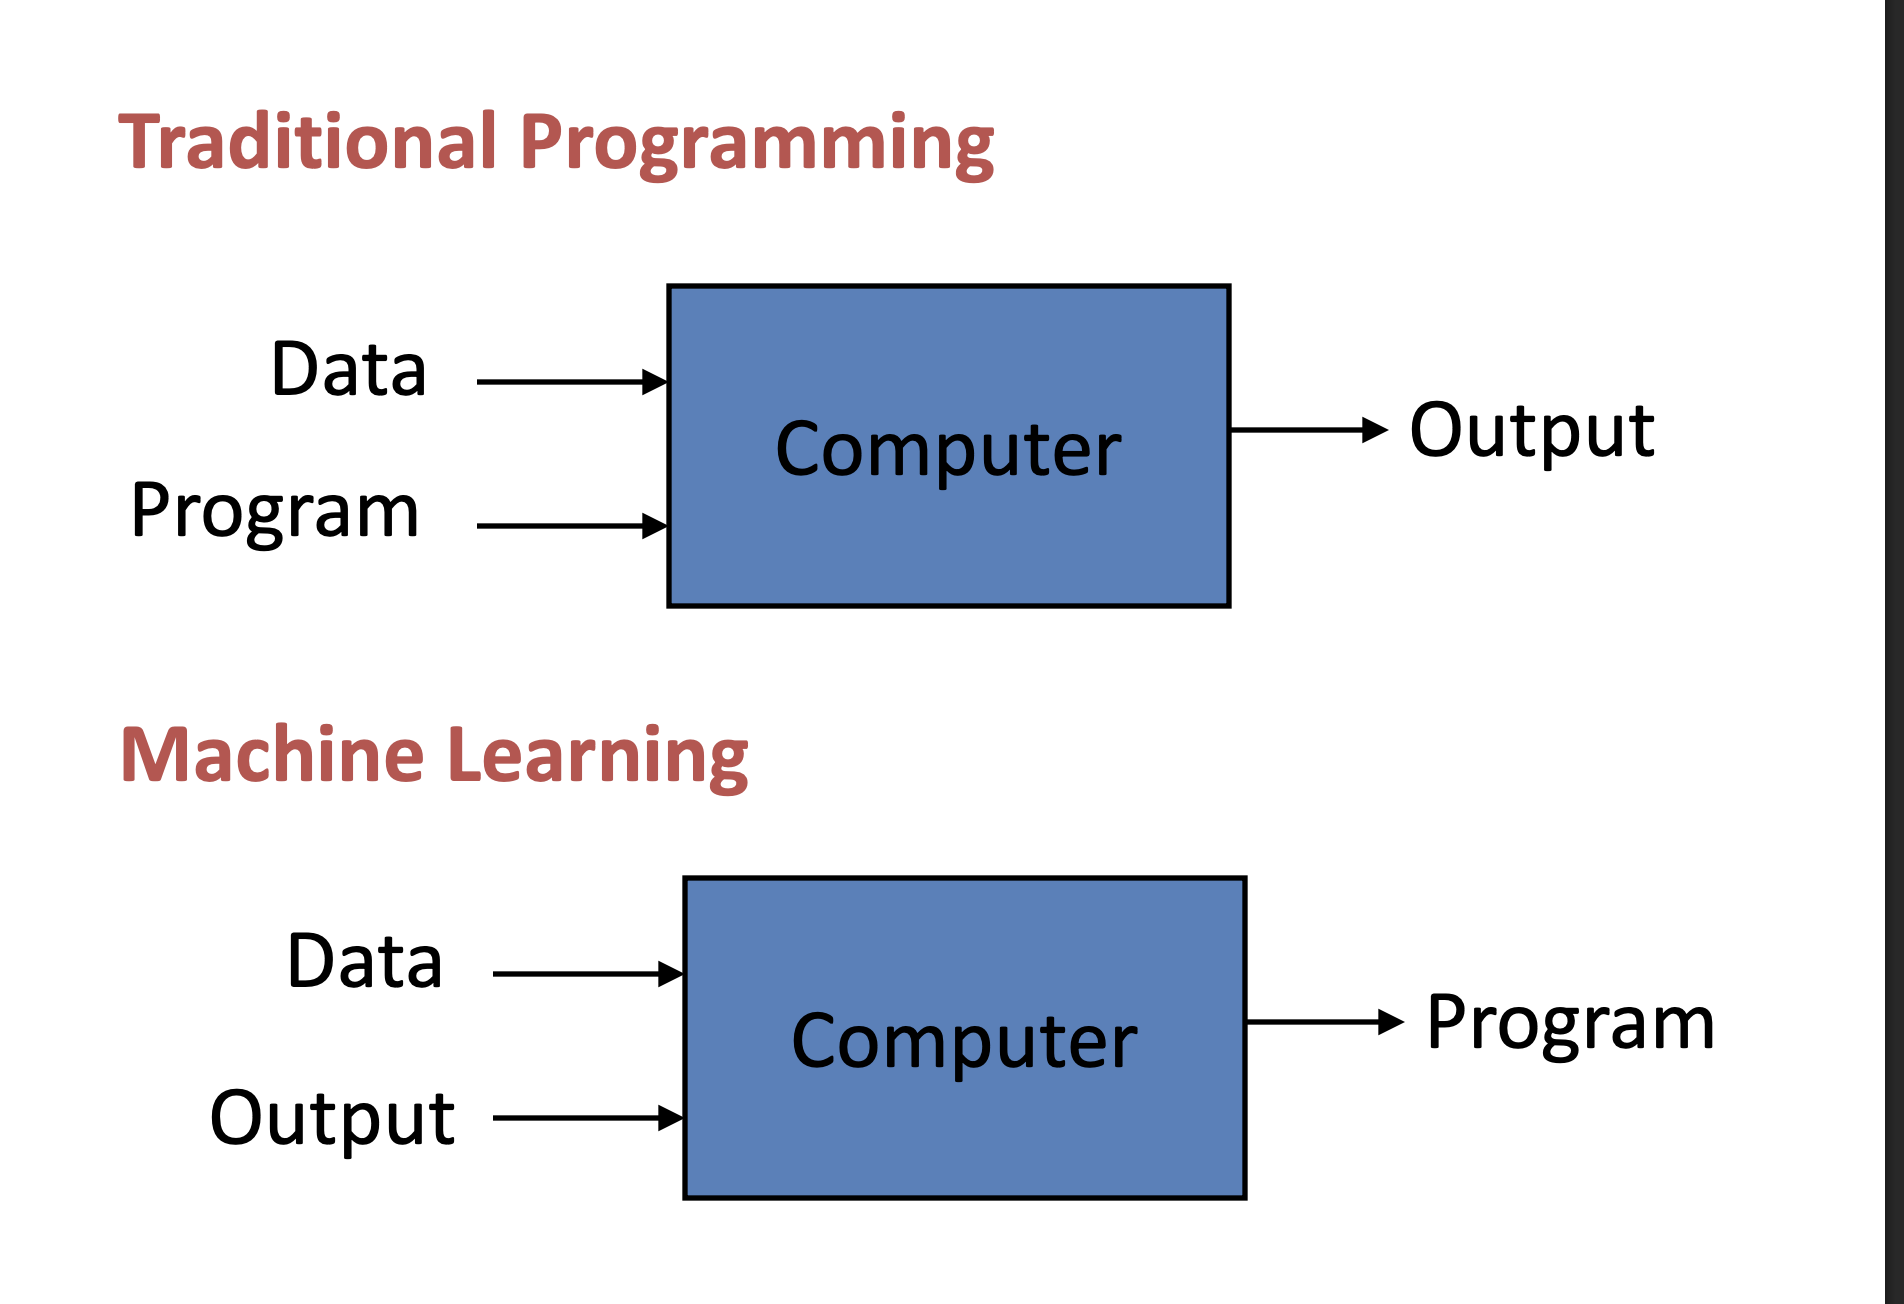 Traditional Programming
Data
Program
Computer
Output
Machine Learning
Data
Output
Computer
Program